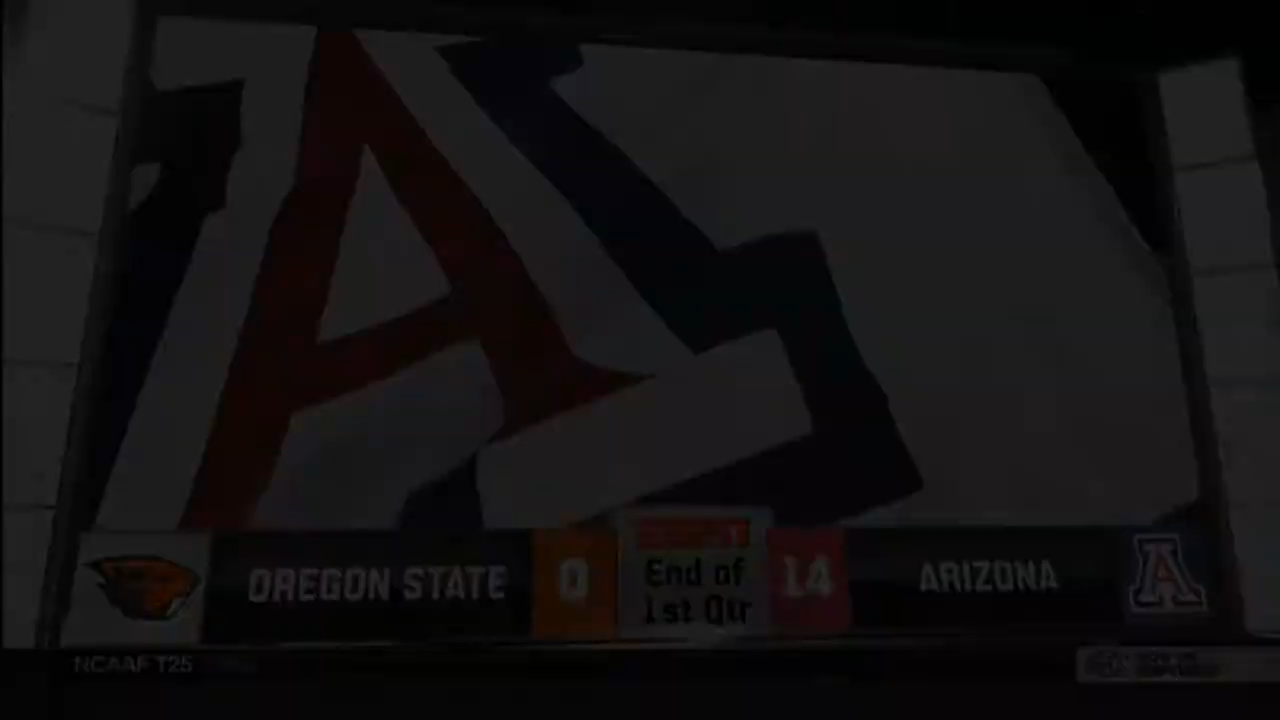 OREGON STATE
0
End of
1st Qtr
14
ARIZONA
A
NCAAF T25